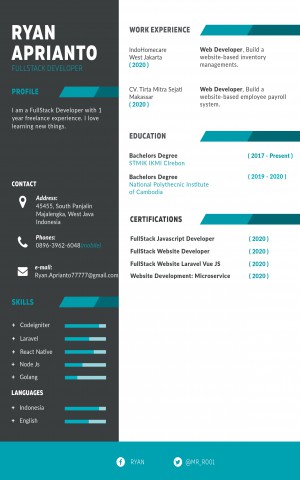 RYAN
APRIANTO
FULLSTACK DEVELOPER
PROFILE
I am a FullStack Developer with 1
year freelance experience. I love
learning new things.
CONTACT
Address:
45455, South Panjalin
Majalengka, West Java
Indonesia
Phones:
0896-3962-6048
e-mail:
Ryan.Aprianto77777@gmail.com
SKILLS
+ Codeigniter
+ Laravel
+ React Native
+ Node Js
+ Golang
LANGUAGES
+ Indonesia
+ English
WORK EXPERIENCE
IndoHomecare
West Jakarta
( 2020 )
Web Developer, Build a
website-based inventory
managements.
CV. Tirta Mitra Sejati
Makassar
( 2020 )
Web Developer, Build a
website-based employee payroll
system.
EDUCATION
Bachelors Degree ( 2017 - Present )
STMIK IKMI Cirebon
Bachelors Degree ( 2019 - 2020 )
National Polythecnic Institute
of Cambodia
CERTIFICATIONS
FullStack Javascript Developer ( 2020 )
FullStack Website Developer ( 2020 )
FullStack Website Laravel Vue JS ( 2020 )
Website Development: Microservice ( 2020 )
RYAN @MR_RO01